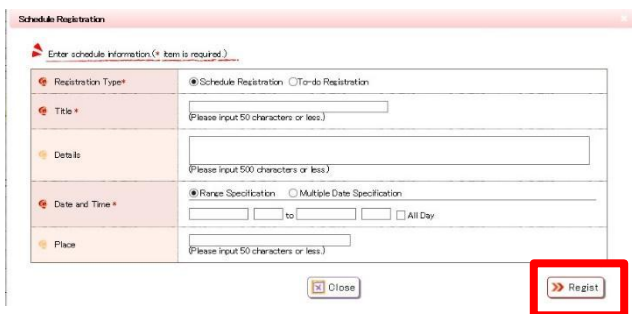 Schedule Registration
Enter schedule information.(* item is required.)
Registration Type*
Schedule Registration To-do Registration
Title *
(Please input 50 characters or less.)
Details
(Please input 500 characters or less.)
Date and Time *
Range Specification Multiple Date Specification
to All Day
Place
(Please input 50 characters or less.)
Close
Regist